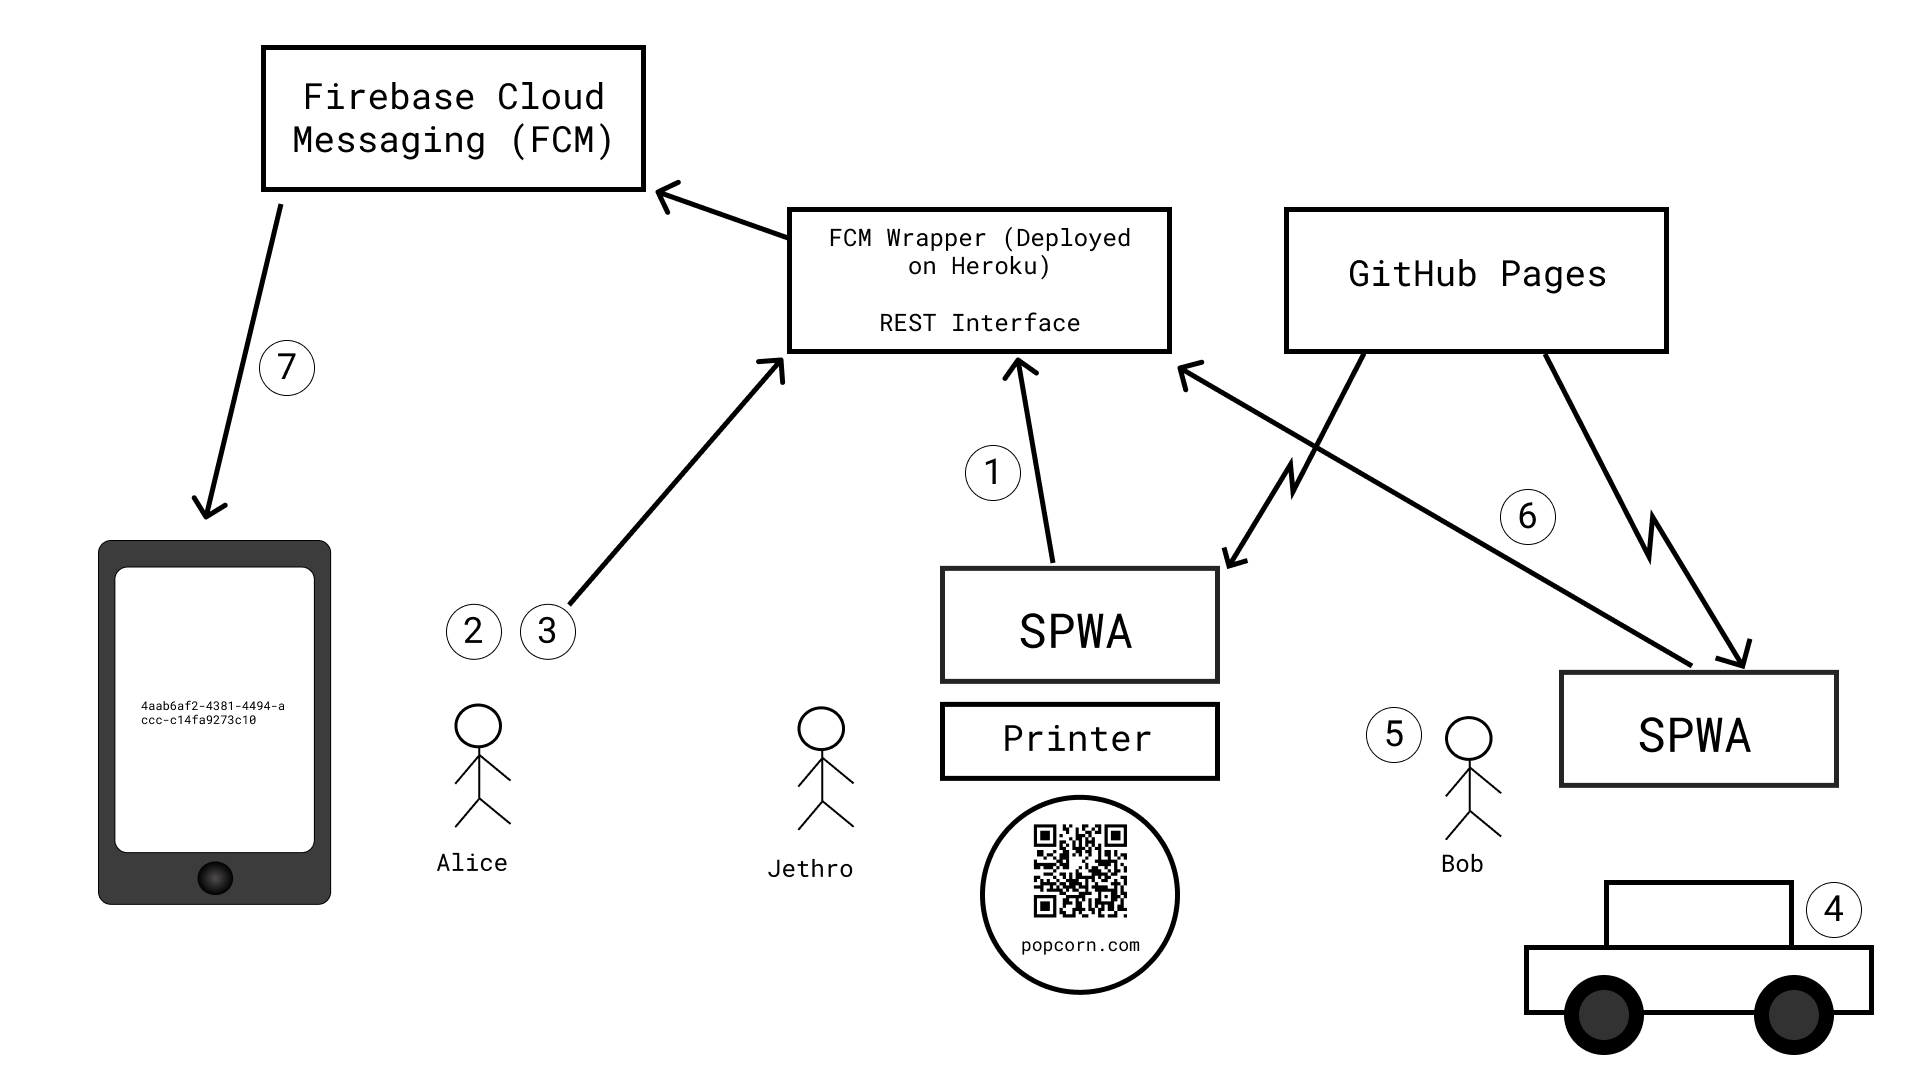 Firebase Cloud
Messaging (FCM)
FCM Wrapper (Deployed
on Heroku)
REST Interface
GitHub Pages
7
1
6
2
3
SPWA
4aab6af2-4381-4494-a
ccc-c14fa9273c10
Printer
5
SPWA
Alice
Jethro
Bob
4
popcorn.com